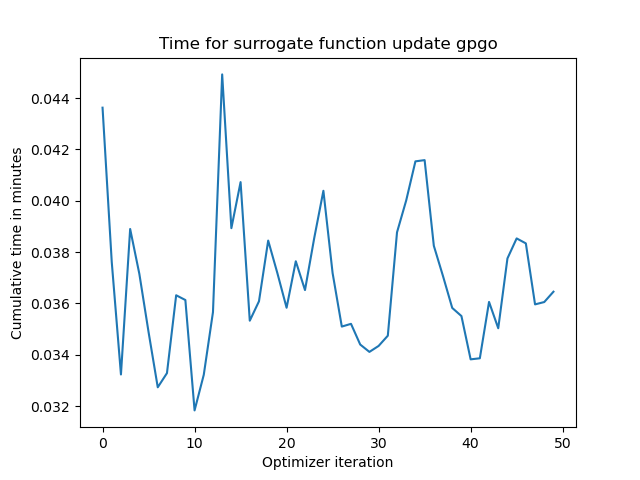 Time for surrogate function update gpgo
0.044
0.042
0.040
0.038
0.036
0.034
0.032
Cumulative time in minutes
0 10 20 30 40 50
Optimizer iteration